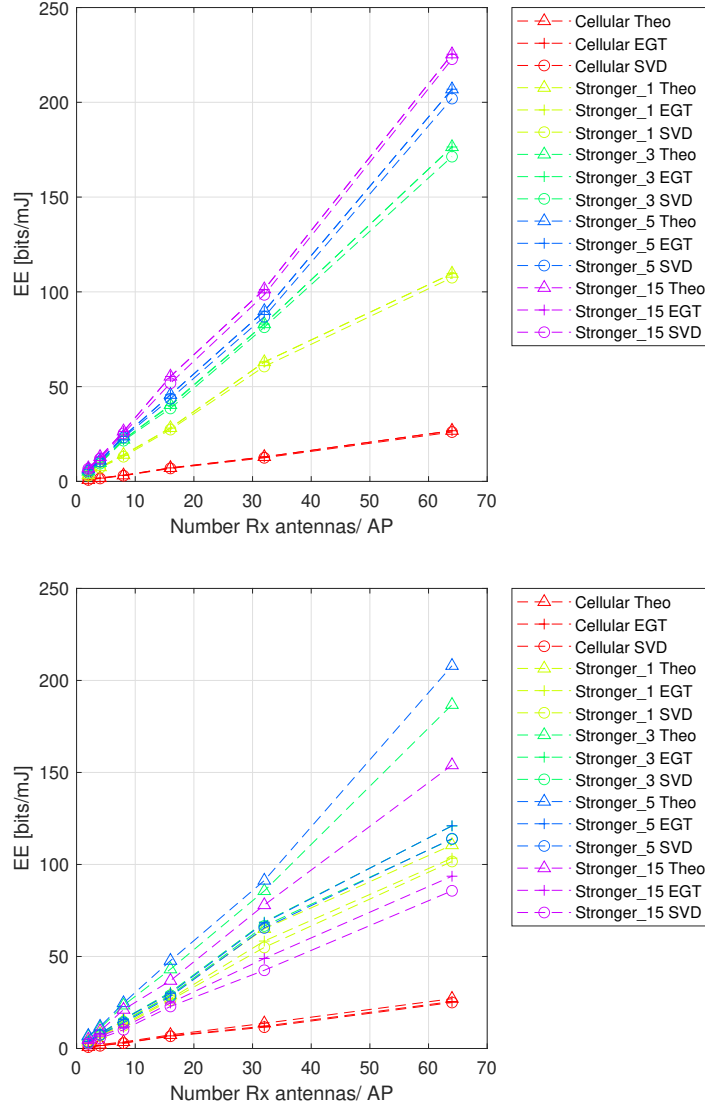 250
200
150
100
50
0
EE [bits/mJ]
0 10 20 30 40 50 60 70
Number Rx antennas/ AP
Cellular Theo
Cellular EGT
Cellular SVD
Stronger_1 Theo
Stronger_1 EGT
Stronger_1 SVD
Stronger_3 Theo
Stronger_3 EGT
Stronger_3 SVD
Stronger_5 Theo
Stronger_5 EGT
Stronger_5 SVD
Stronger_15 Theo
Stronger_15 EGT
Stronger_15 SVD
250
200
150
100
50
0
EE [bits/mJ]
0 10 20 30 40 50 60 70
Number Rx antennas/ AP
Cellular Theo
Cellular EGT
Cellular SVD
Stronger_1 Theo
Stronger_1 EGT
Stronger_1 SVD
Stronger_3 Theo
Stronger_3 EGT
Stronger_3 SVD
Stronger_5 Theo
Stronger_5 EGT
Stronger_5 SVD
Stronger_15 Theo
Stronger_15 EGT
Stronger_15 SVD